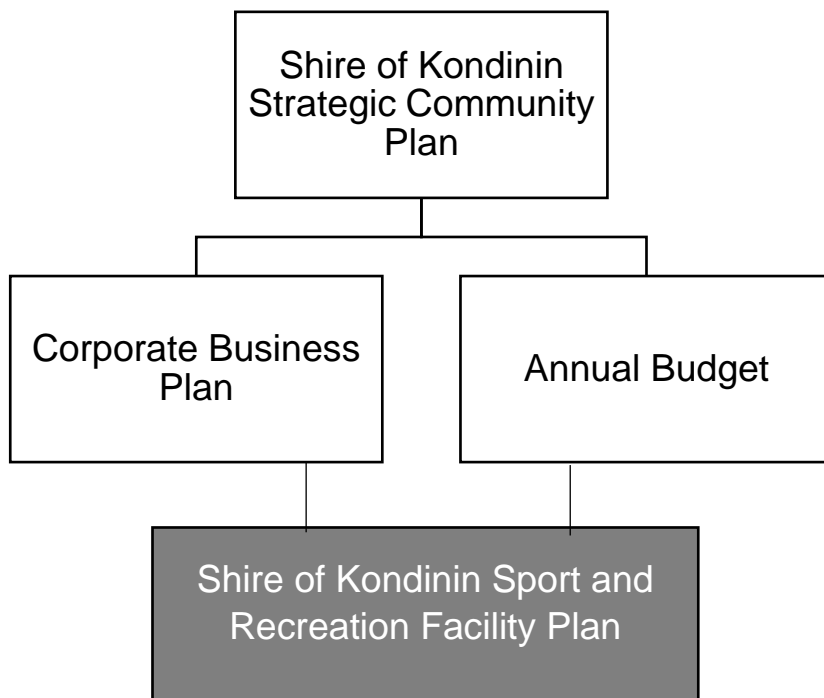 Shire of Kondinin
Strategic Community
Plan
Corporate Business
Plan
Annual Budget
Shire of Kondinin Sport and
Recreation Facility Plan